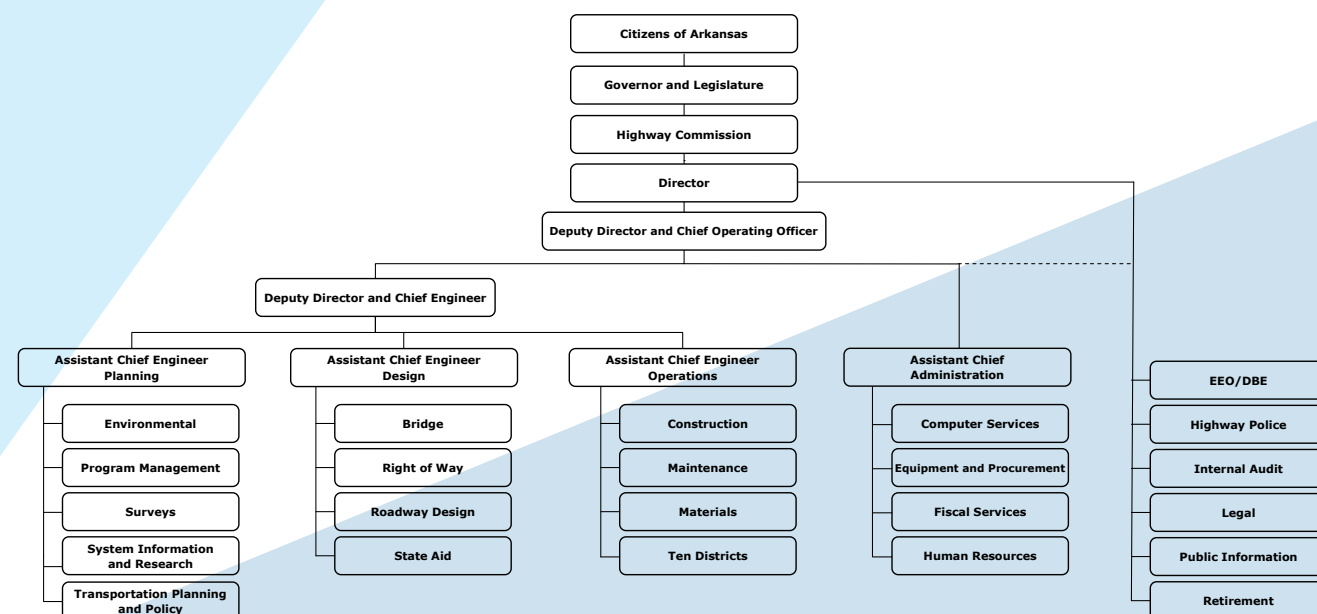 Citizens of Arkansas
Governor and Legislature
Highway Commission
Director
Deputy Director and Chief Operating Officer
Deputy Director and Chief Engineer
Assistant Chief Engineer
Planning
Environmental
Program Management
Surveys
System Information
and Research
Transportation Planning
and Policy
Assistant Chief Engineer
Design
Bridge
Right of Way
Roadway Design
State Aid
Assistant Chief Engineer
Operations
Construction
Maintenance
Materials
Ten Districts
Assistant Chief
Administration
Computer Services
Equipment and Procurement
Fiscal Services
Human Resources
EEO/DBE
Highway Police
Internal Audit
Legal
Public Information
Retirement